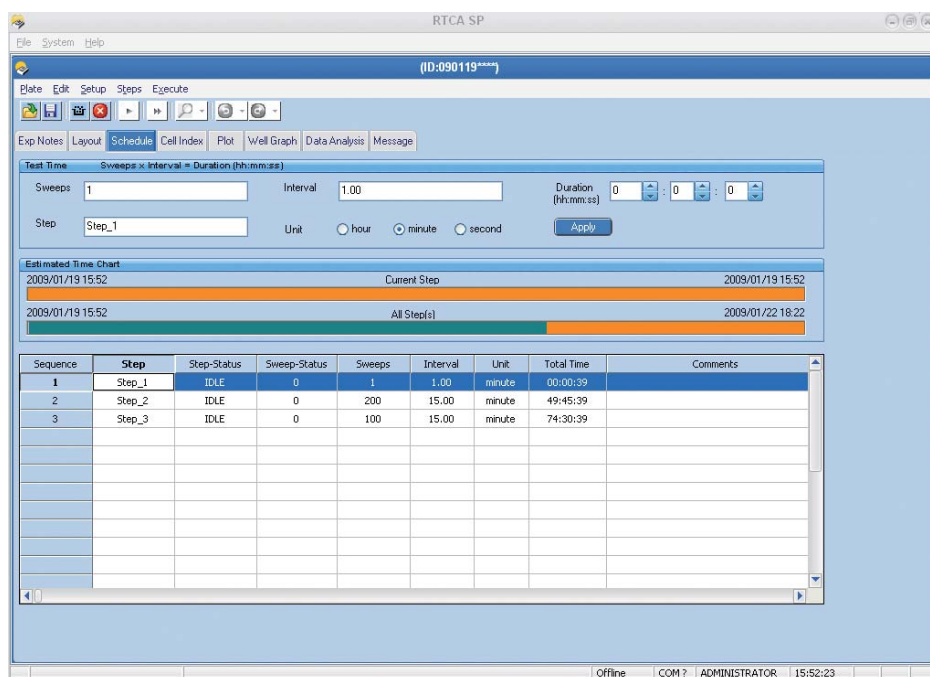 RTCA SP
File System Help
(ID:090119****)
Plate Edit Setup Steps Execute
Exp Notes Layout Schedule Cell Index Plot Well Graph Data Analysis Message
Test Time Sweeps x Interval = Duration (hh:mm:ss)
Sweeps 1 Interval 1.00 Duration (hh:mm:ss) 0 : 0 : 0
Step Step_1 Unit hour minute second Apply
Estimated Time Chart
2009/01/19 15:52 Current Step 2009/01/19 15:52
2009/01/19 15:52 All Step(s) 2009/01/22 18:22
Sequence Step Step-Status Sweep-Status Sweeps Interval Unit Total Time Comments
1 Step_1 IDLE 0 1 1.00 minute 00:00:39
2 Step_2 IDLE 0 200 15.00 minute 49:45:39
3 Step_3 IDLE 0 100 15.00 minute 74:30:39
Offline COM ? ADMINISTRATOR 15:52:23